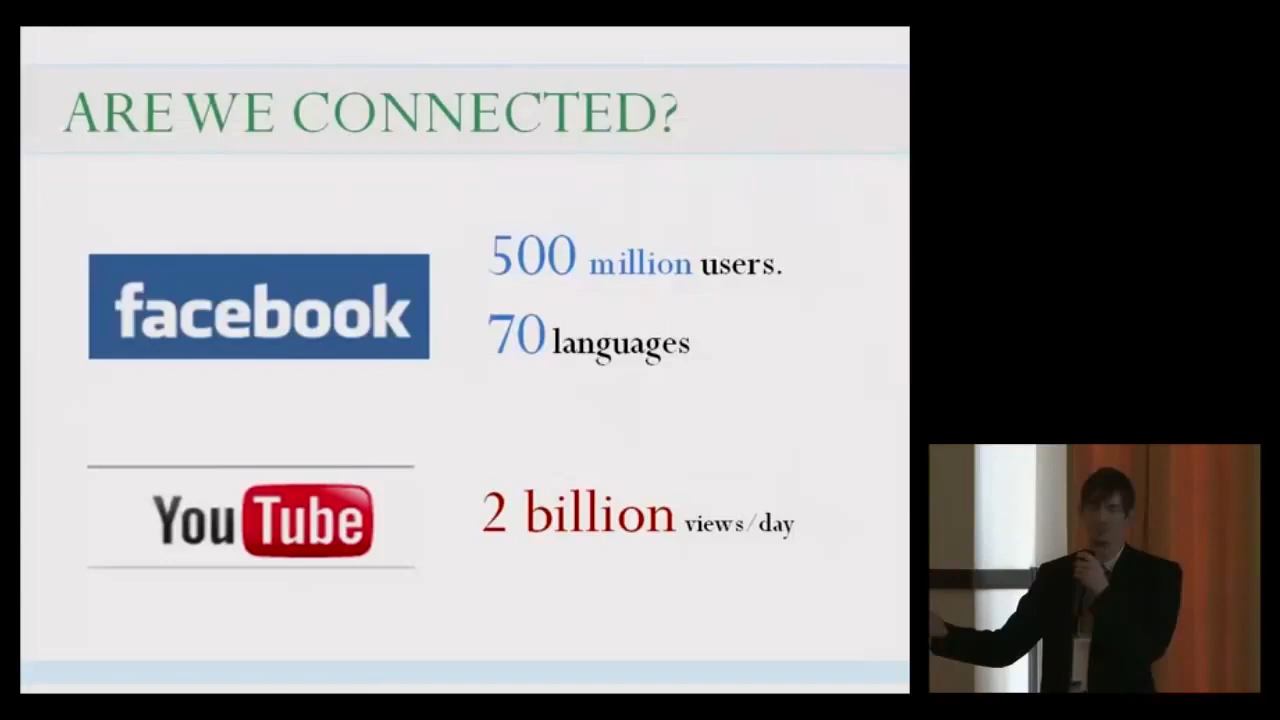 ARE WE CONNECTED?
facebook
500 million users.
70 languages
YouTube
2 billion views/day